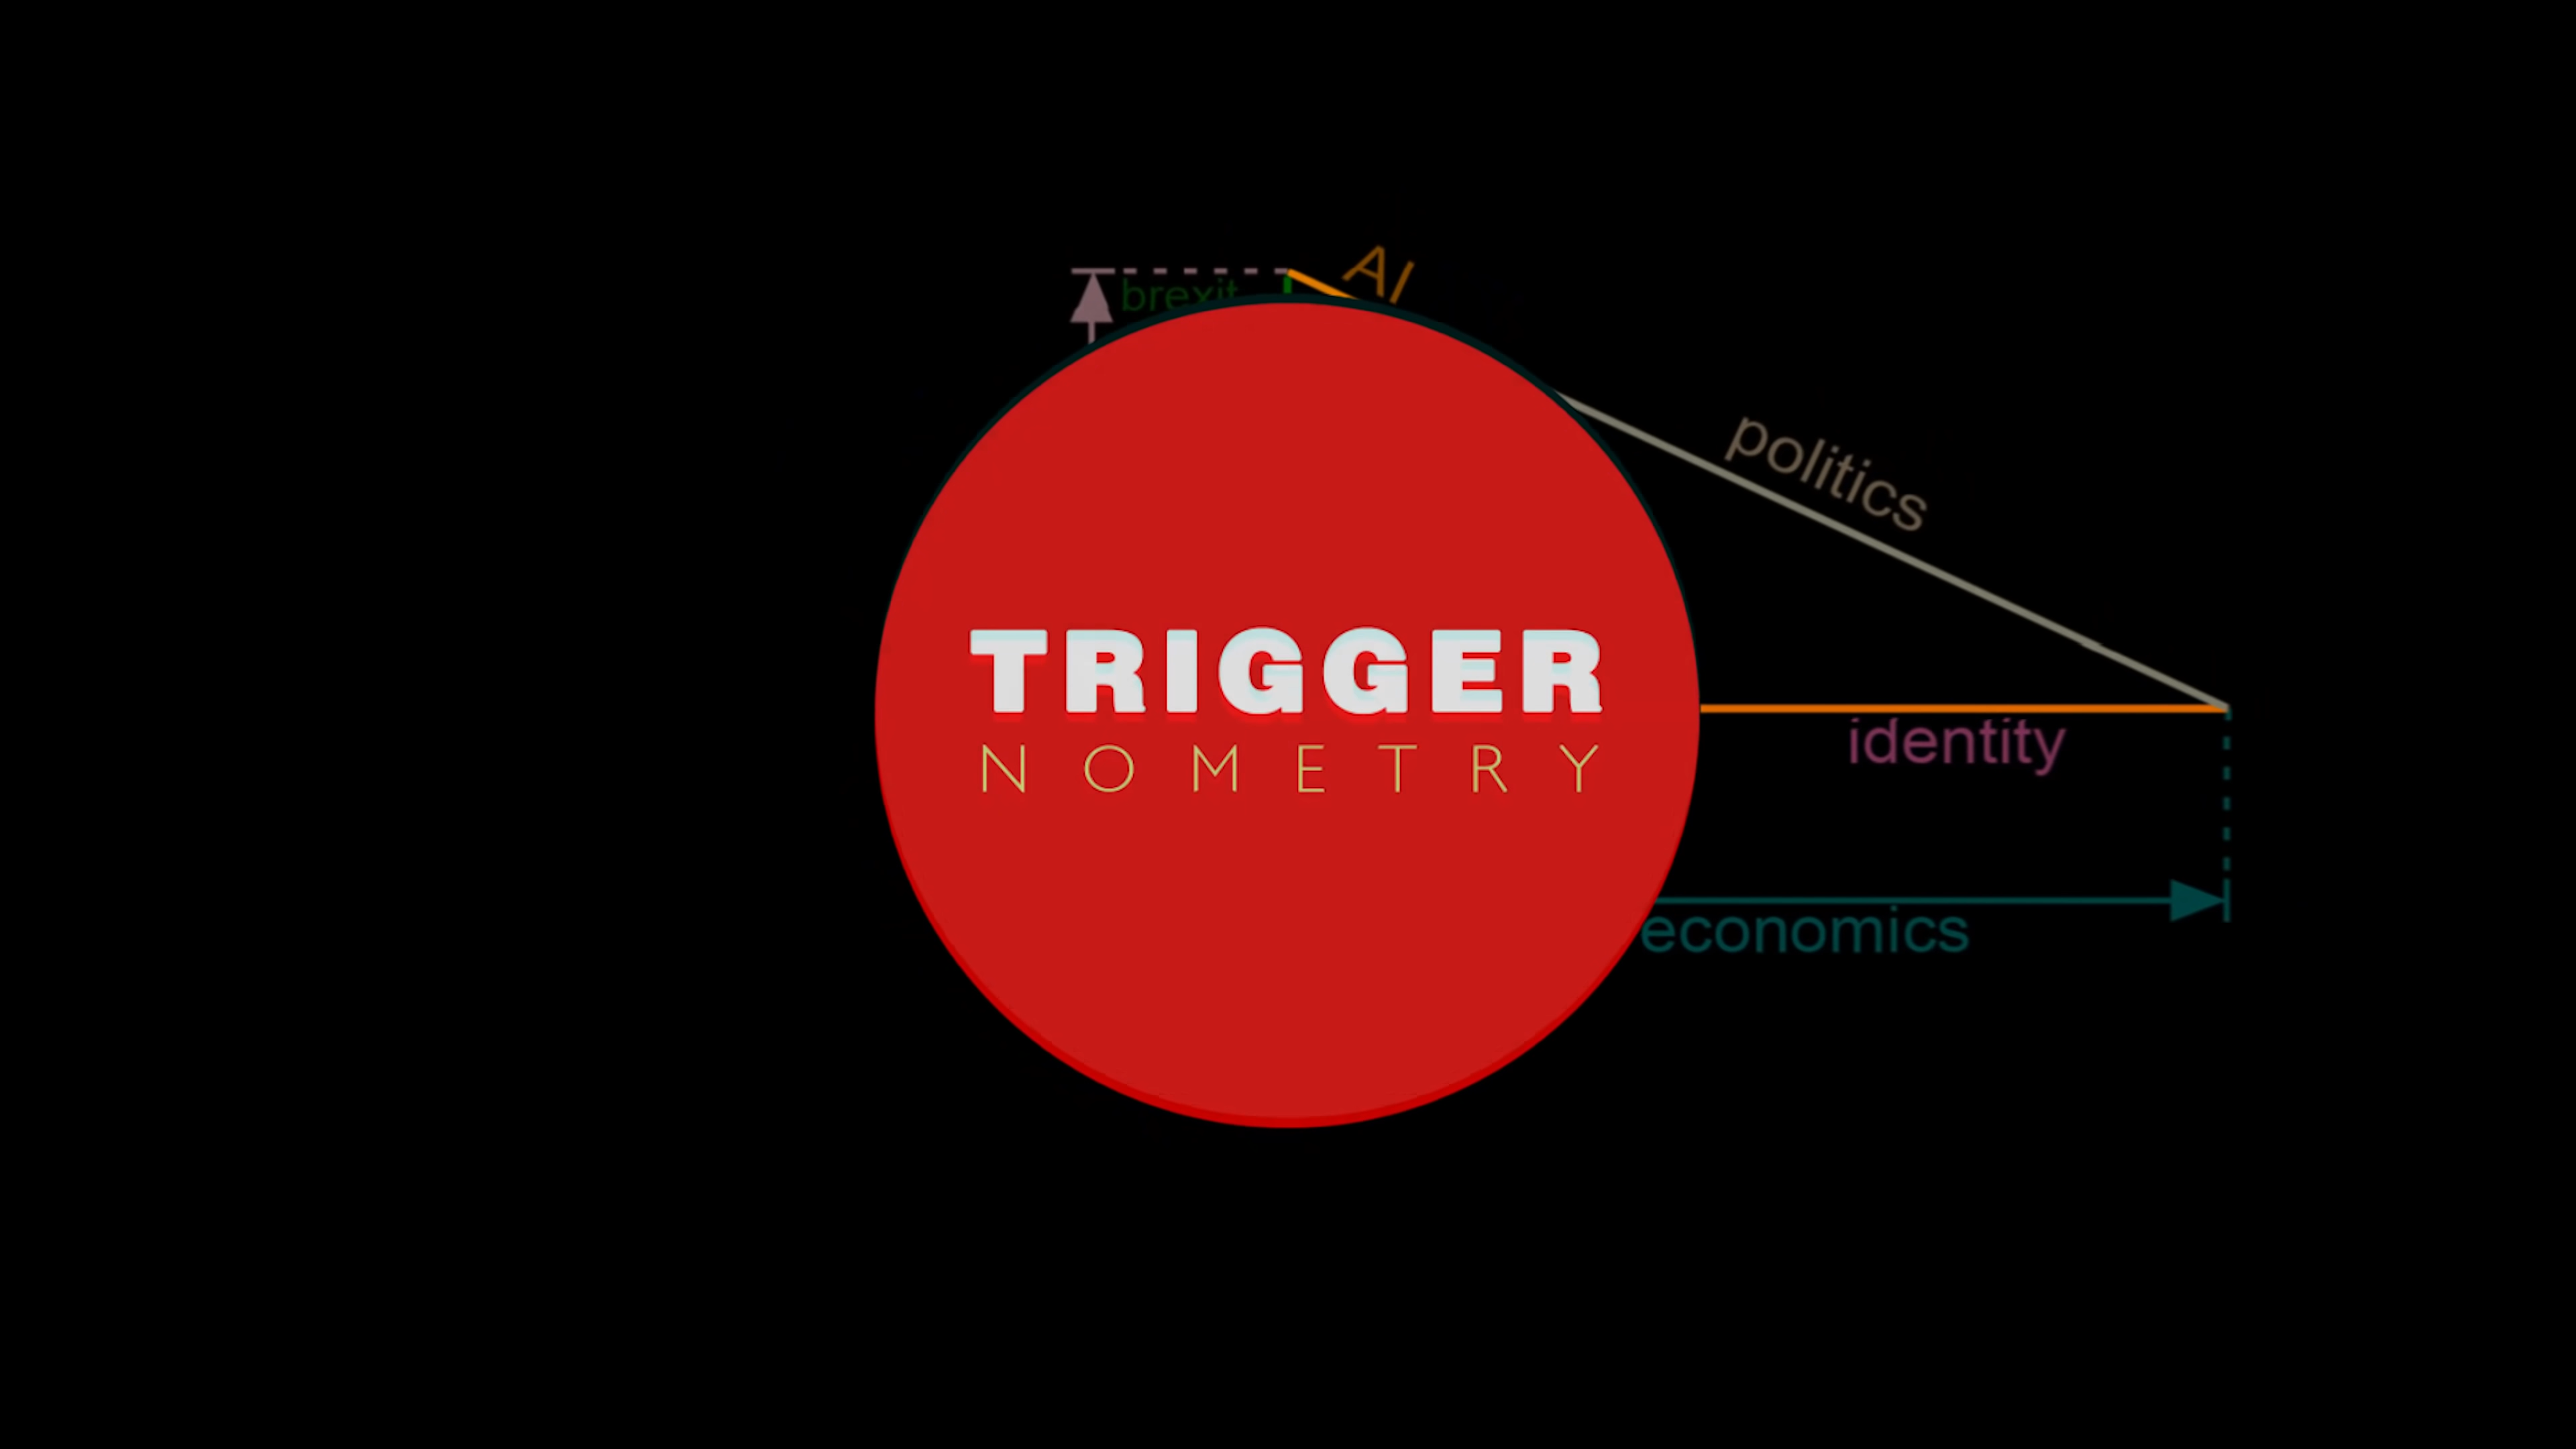 AI
brexit
politics
TRIGGER
NOMETRY
identity
economics